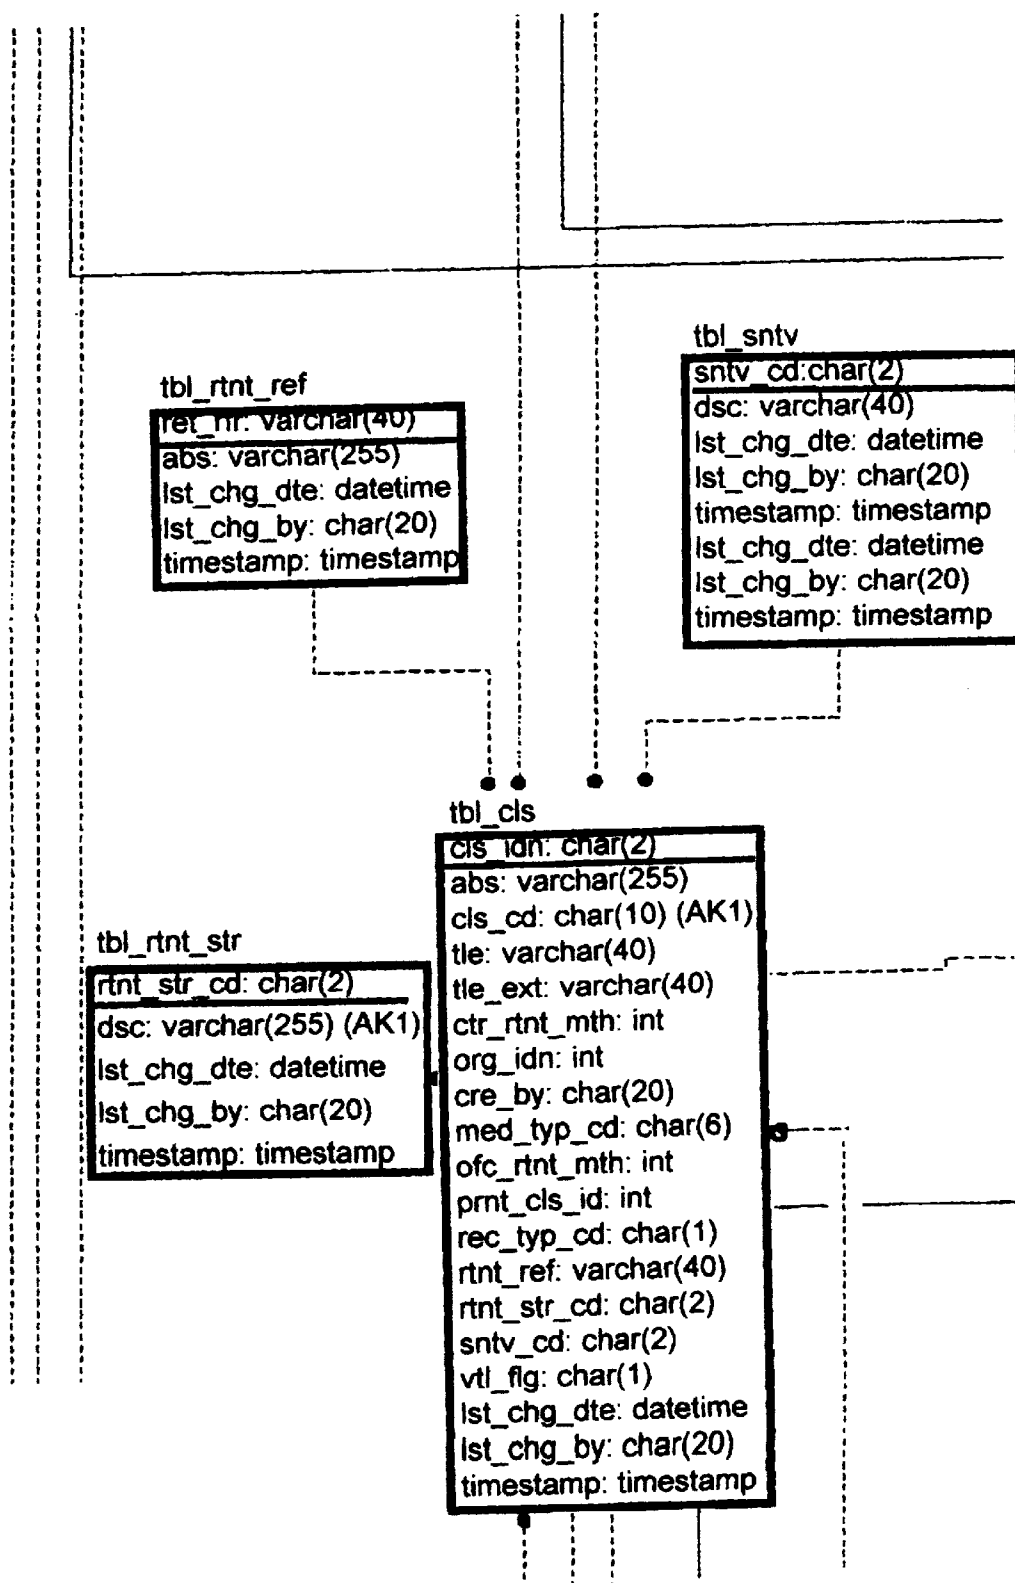 tbl_rtnt_ref
ref_nr: varchar(40)
abs: varchar(255)
lst_chg_dte: datetime
lst_chg_by: char(20)
timestamp: timestamp
tbl_sntv
sntv_cd:char(2)
dsc: varchar(40)
lst_chg_dte: datetime
lst_chg_by: char(20)
timestamp: timestamp
lst_chg_dte: datetime
lst_chg_by: char(20)
timestamp: timestamp
tbl_rtnt_str
rtnt_str_cd: char(2)
dsc: varchar(255) (AK1)
lst_chg_dte: datetime
lst_chg_by: char(20)
timestamp: timestamp
tbl_cls
cls_idn: char(2)
abs: varchar(255)
cls_cd: char(10) (AK1)
tle: varchar(40)
tle_ext: varchar(40)
ctr_rtnt_mth: int
org_idn: int
cre_by: char(20)
med_typ_cd: char(6)
ofc_rtnt_mth: int
prnt_cls_id: int
rec_typ_cd: char(1)
rtnt_ref: varchar(40)
rtnt_str_cd: char(2)
sntv_cd: char(2)
vtl_flg: char(1)
lst_chg_dte: datetime
lst_chg_by: char(20)
timestamp: timestamp